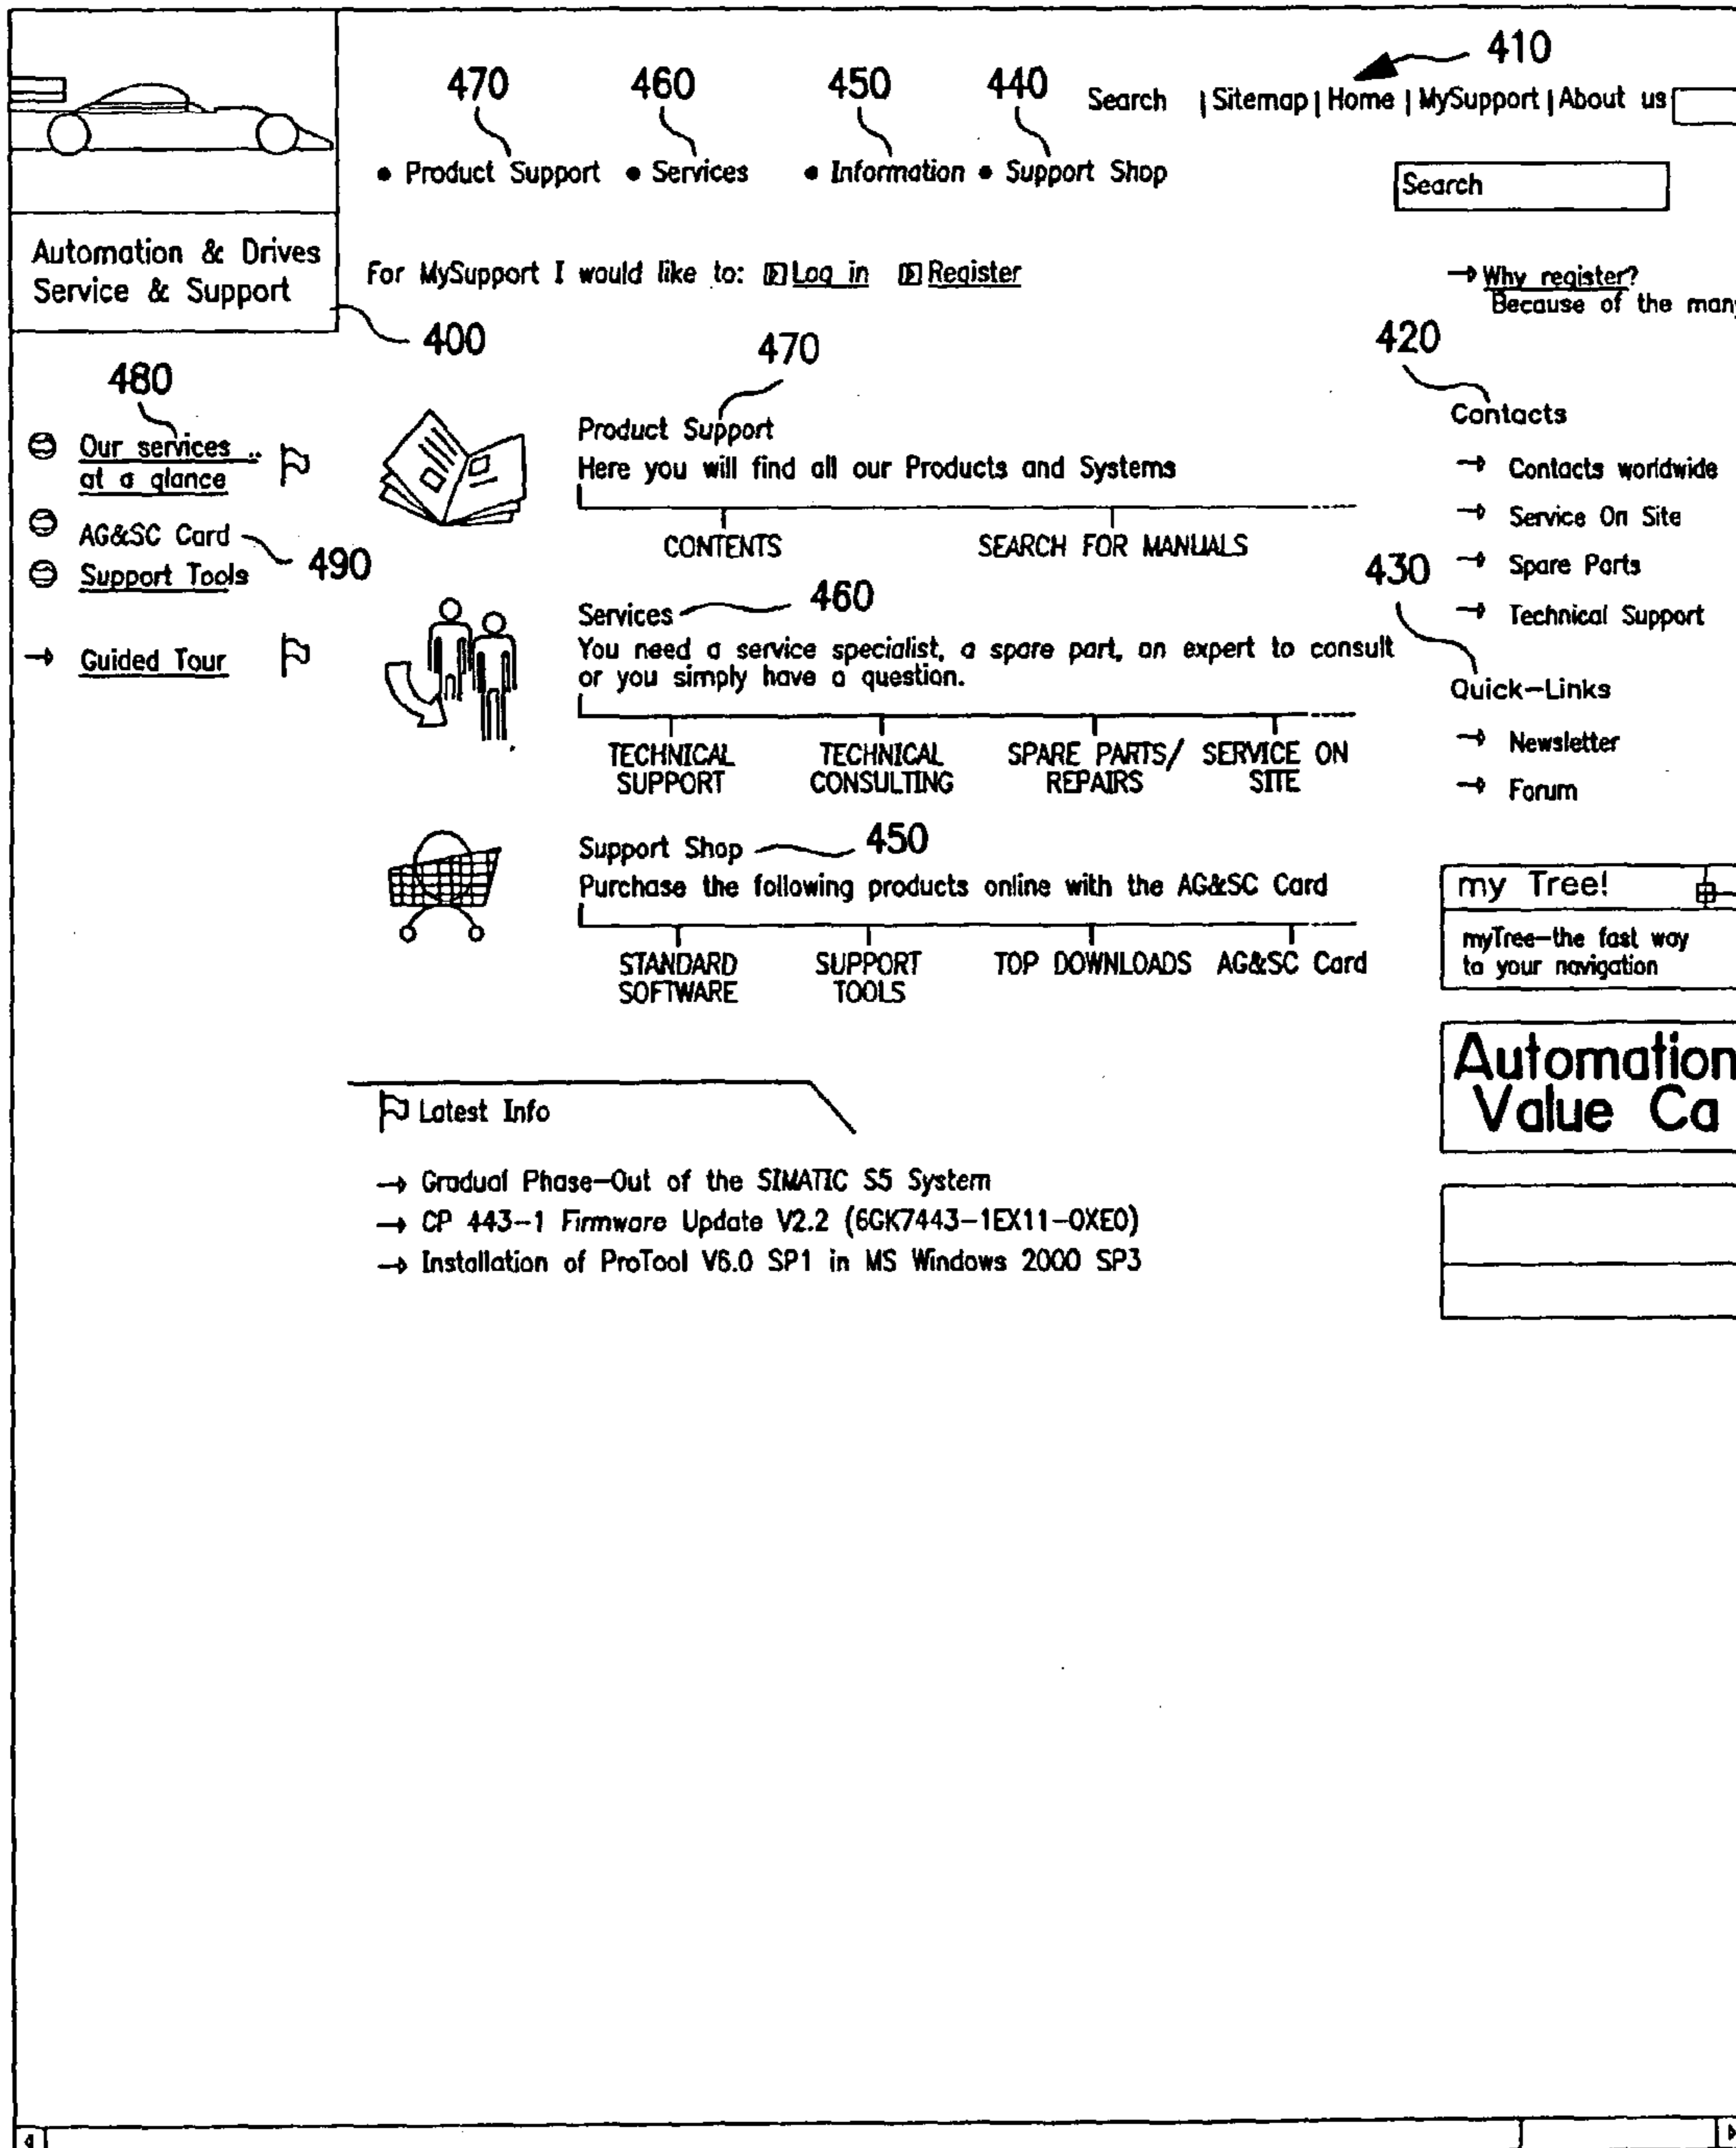 410
470 460 450 440
Search | Sitemap | Home | MySupport | About us
• Product Support • Services • Information • Support Shop
Search
Automation & Drives
Service & Support
For MySupport I would like to: Log in Register
Why register?
Because of the many
400
470
420
480
Our services ..
at a glance
AG&SC Card
490
Support Tools
Guided Tour
Product Support
Here you will find all our Products and Systems
CONTENTS SEARCH FOR MANUALS
Services
460
You need a service specialist, a spare part, an expert to consult
or you simply have a question.
TECHNICAL SUPPORT
TECHNICAL CONSULTING
SPARE PARTS/ REPAIRS
SERVICE ON SITE
Support Shop
450
Purchase the following products online with the AG&SC Card
STANDARD SOFTWARE
SUPPORT TOOLS
TOP DOWNLOADS
AG&SC Card
Contacts
Contacts worldwide
Service On Site
Spare Parts
Technical Support
430
Quick-Links
Newsletter
Forum
my Tree!
myTree-the fast way
to your navigation
Automation
Value Ca
Latest Info
Gradual Phase-Out of the SIMATIC S5 System
CP 443-1 Firmware Update V2.2 (6GK7443-1EX11-0XE0)
Installation of ProTool V6.0 SP1 in MS Windows 2000 SP3